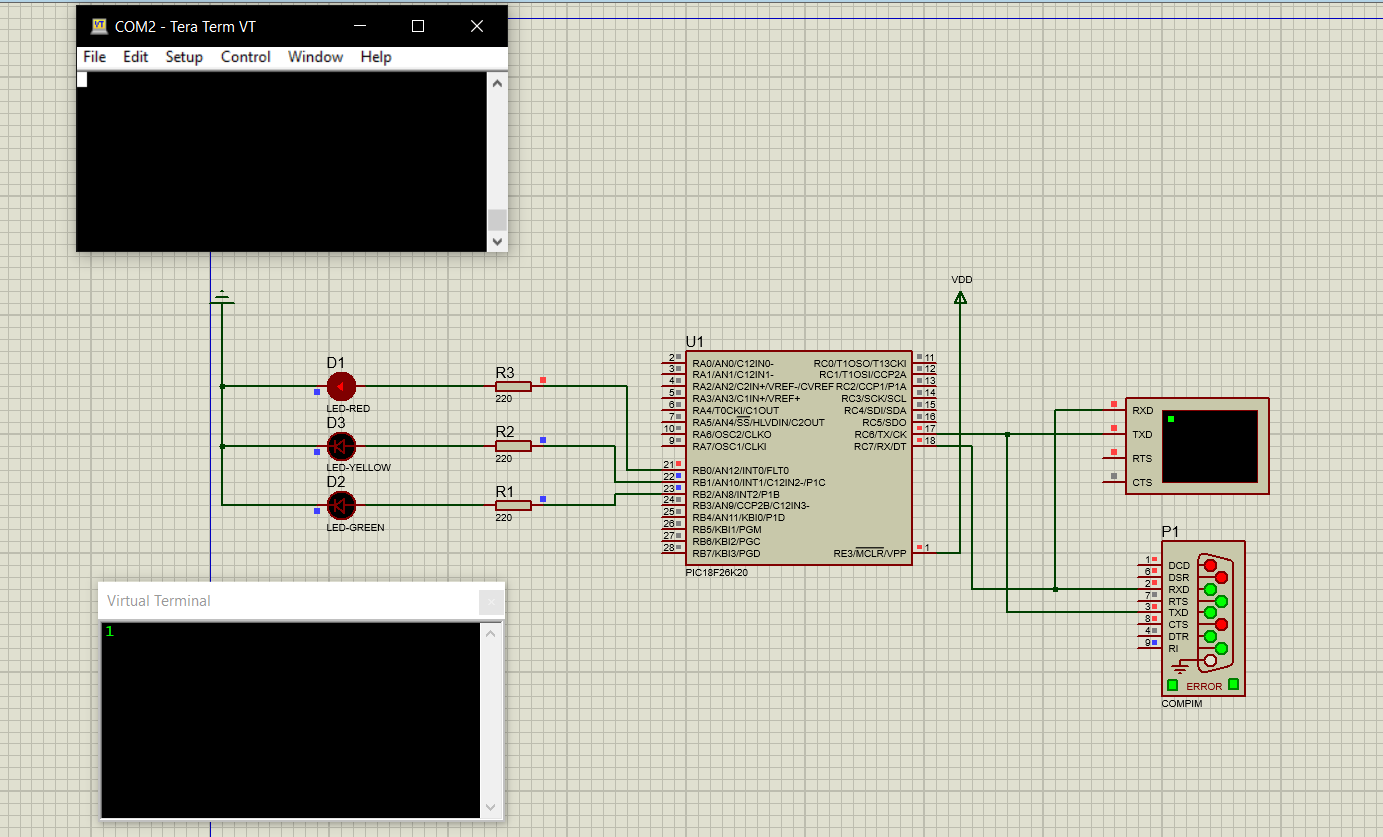 COM2 - Tera Term VT
File Edit Setup Control Window Help
VDD
U1
2 RA0/AN0/C12IN0- RC0/T1OSO/T13CKI 11
3 RA1/AN1/C12IN1- RC1/T1OSI/CCP2A 12
4 RA2/AN2/C2IN+/VREF-/CVREF RC2/CCP1/P1A 13
5 RA3/AN3/C1IN+/VREF+ RC3/SCK/SCL 14
6 RA4/T0CKI/C1OUT RC4/SDI/SDA 15
7 RA5/AN4/SS/HLVDIN/C2OUT RC5/SDO 16
10 RA6/OSC2/CLKO RC6/TX/CK 17
9 RA7/OSC1/CLKI RC7/RX/DT 18
21 RB0/AN12/INT0/FLT0
22 RB1/AN10/INT1/C12IN2-/P1C
23 RB2/AN8/INT2/P1B
24 RB3/AN9/CCP2B/C12IN3-
25 RB4/AN11/KBI0/P1D
26 RB5/KBI1/PGM
27 RB6/KBI2/PGC
28 RB7/KBI3/PGD RE3/MCLR/VPP 1
PIC18F26K20
D1
LED-RED
R3
220
D3
LED-YELLOW
R2
220
D2
LED-GREEN
R1
220
RXD
TXD
RTS
CTS
P1
1 DCD
6 DSR
2 RXD
7 RTS
3 TXD
8 CTS
4 DTR
9 RI
ERROR
COMPIM
Virtual Terminal
1